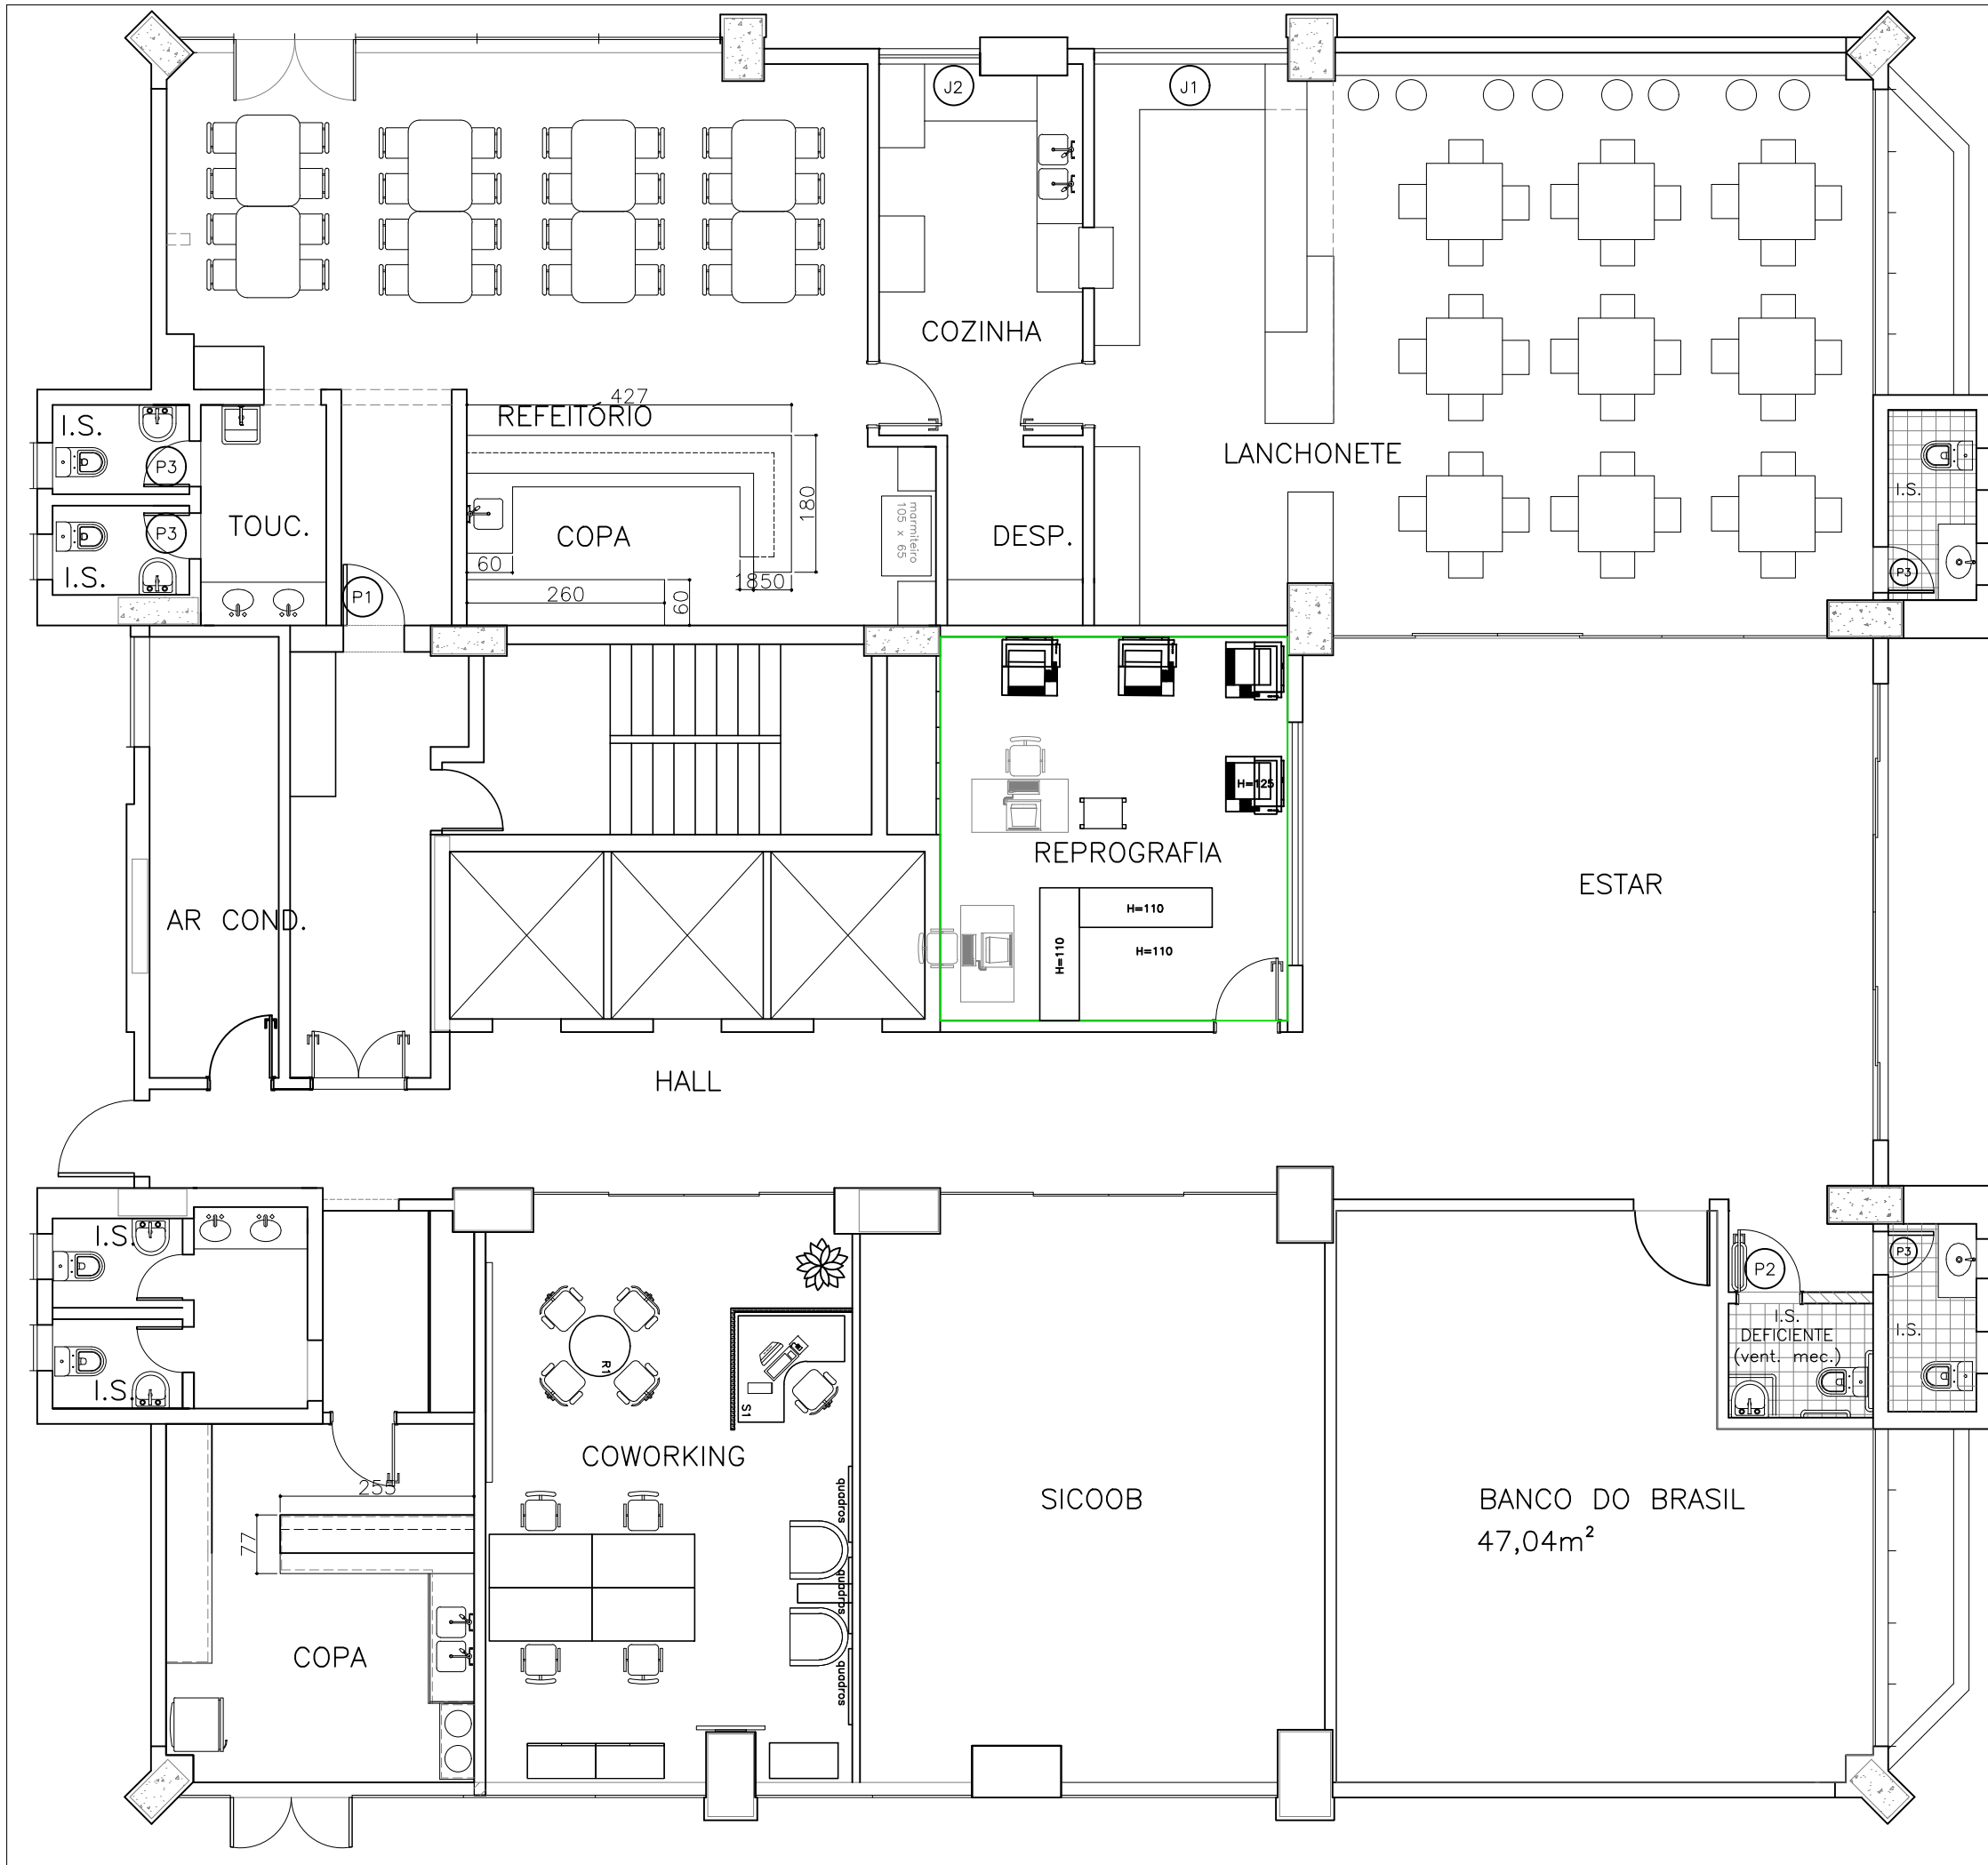 J2
J1
COZINHA
427
REFEITÓRIO
I.S.
P3
LANCHONETE
180
marmiteiro
105 x 65
I.S.
TOUC.
COPA
DESP.
P3
I.S.
60
1850
P3
P1
260
60
H=125
REPROGRAFIA
ESTAR
AR COND.
H=110
H=110
H=110
HALL
I.S.
P3
P2
I.S.
DEFICIENTE
(vent. mec.)
I.S.
R1
I.S.
S1
COWORKING
255
quadros
SICOOB
BANCO DO BRASIL
47,04m²
77
quadros
COPA
quadros